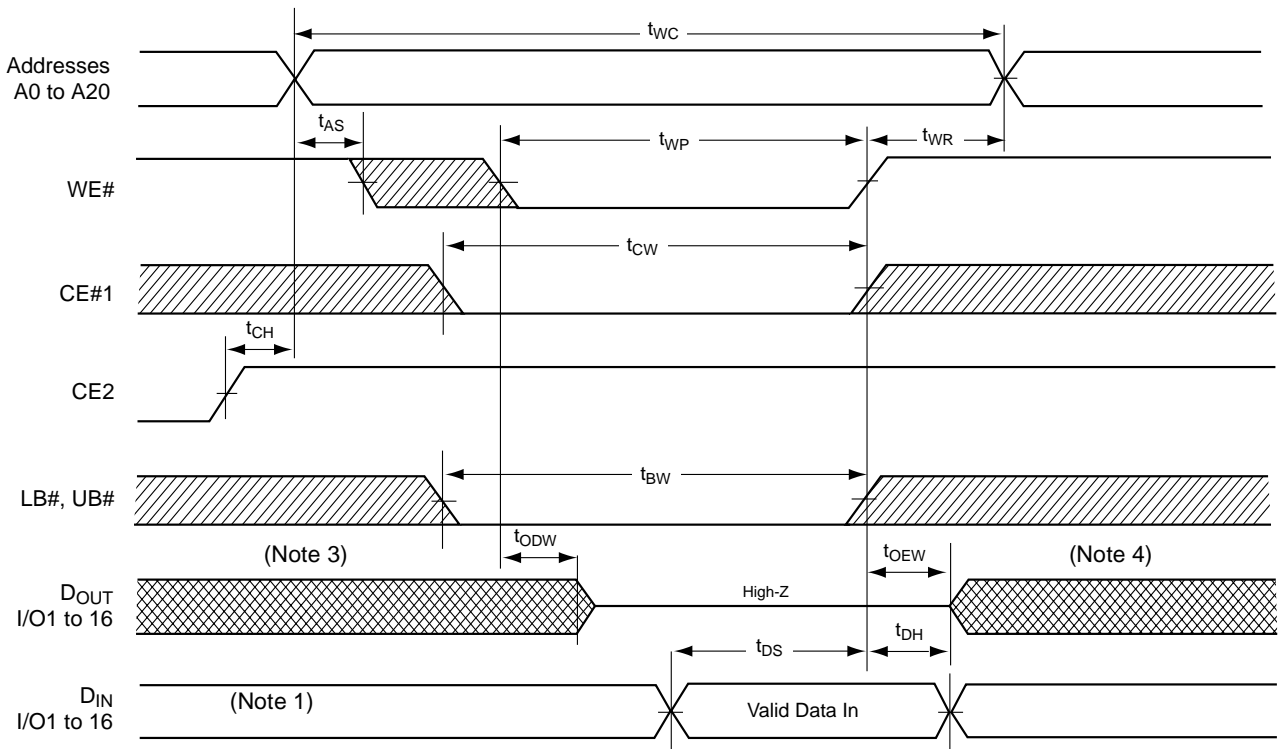 tWC
Addresses
A0 to A20
tAS
tWP
tWR
WE#
tCW
CE#1
tCH
CE2
tBW
LB#, UB#
tODW
(Note 3)
tOEW
(Note 4)
DOUT
I/O1 to 16
High-Z
tDS
tDH
DIN
I/O1 to 16
(Note 1)
Valid Data In